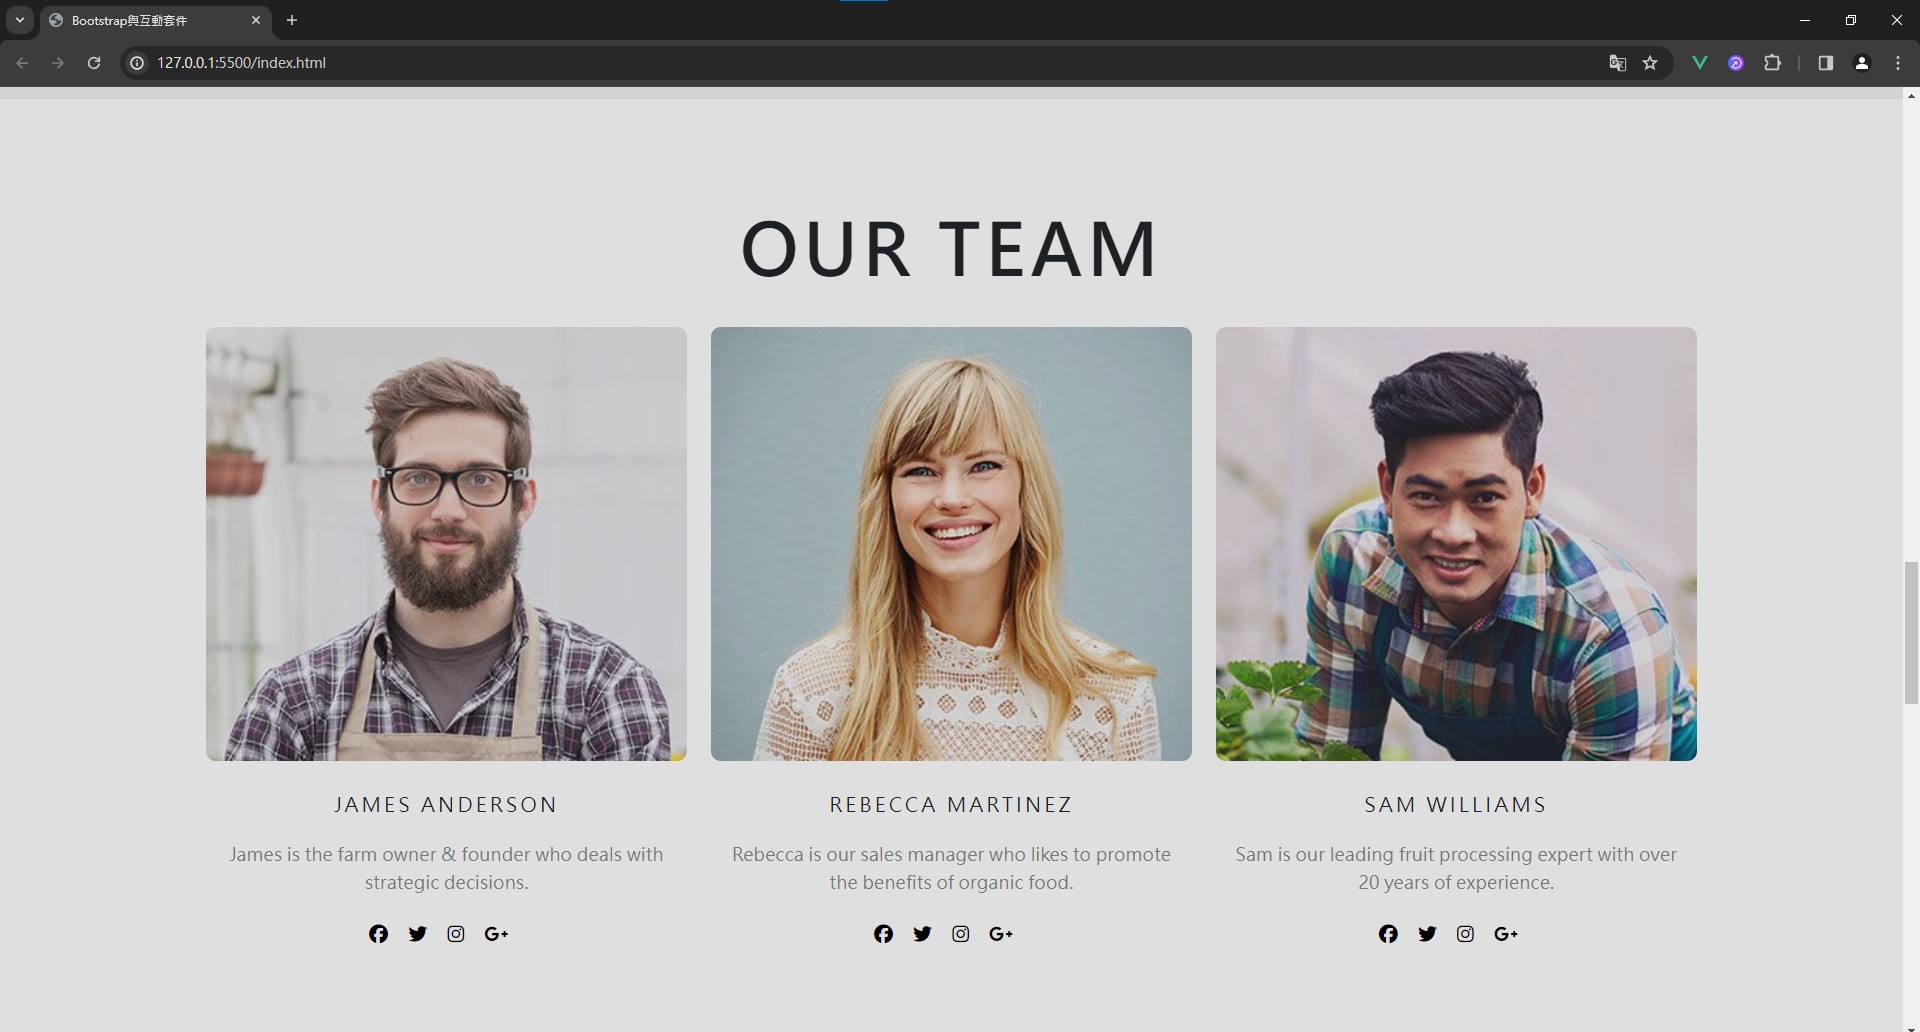 Bootstrap與互動套件
127.0.0.1:5500/index.html
OUR TEAM
JAMES ANDERSON
James is the farm owner & founder who deals with
strategic decisions.
REBECCA MARTINEZ
Rebecca is our sales manager who likes to promote
the benefits of organic food.
SAM WILLIAMS
Sam is our leading fruit processing expert with over
20 years of experience.